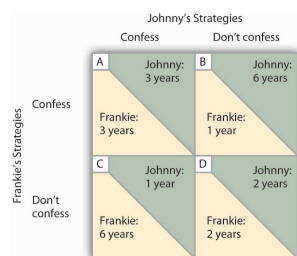 Johnny's Strategies
Confess
Don't confess
Frankie's Strategies
Confess
A
Johnny:
3 years
Frankie:
3 years
B
Johnny:
6 years
Frankie:
1 year
Don't
confess
C
Johnny:
1 year
Frankie:
6 years
D
Johnny:
2 years
Frankie:
2 years